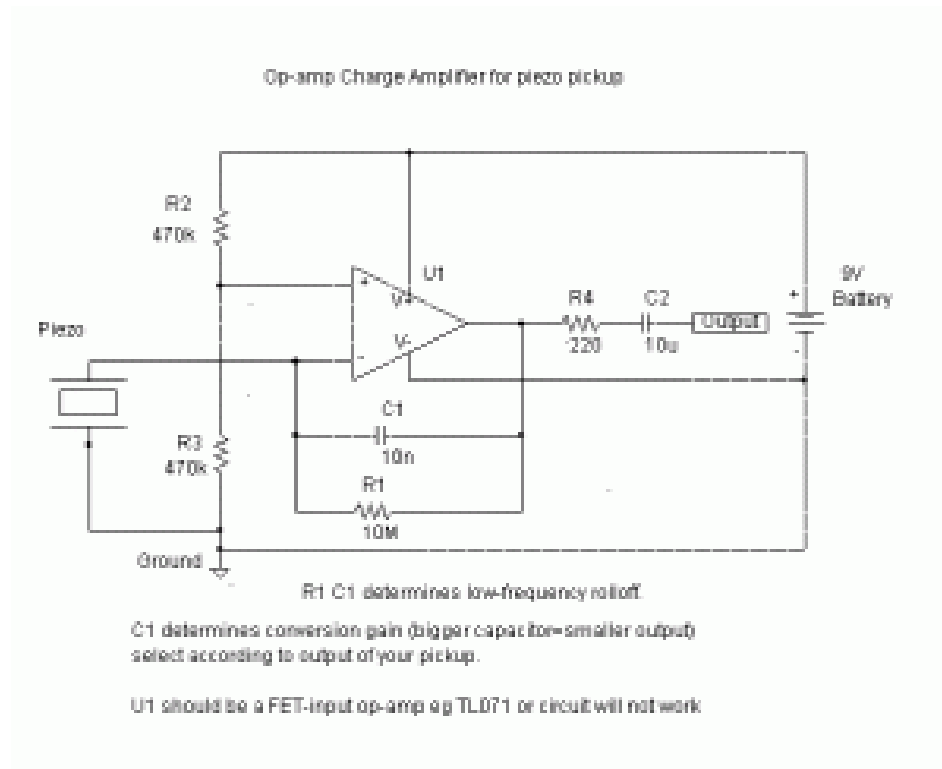 Op-amp Charge Amplifier for piezo pickup
R2
470k
+
V+
U1
R4
220
C2
10u
Output
+
9V
Battery
Piezo
-
V-
C1
10n
R3
470k
R1
10M
Ground
R1 C1 determines low-frequency rolloff.
C1 determines conversion gain (bigger capacitor=smaller output)
select according to output of your pickup.
U1 should be a FET-input op-amp eg TL071 or circuit will not work